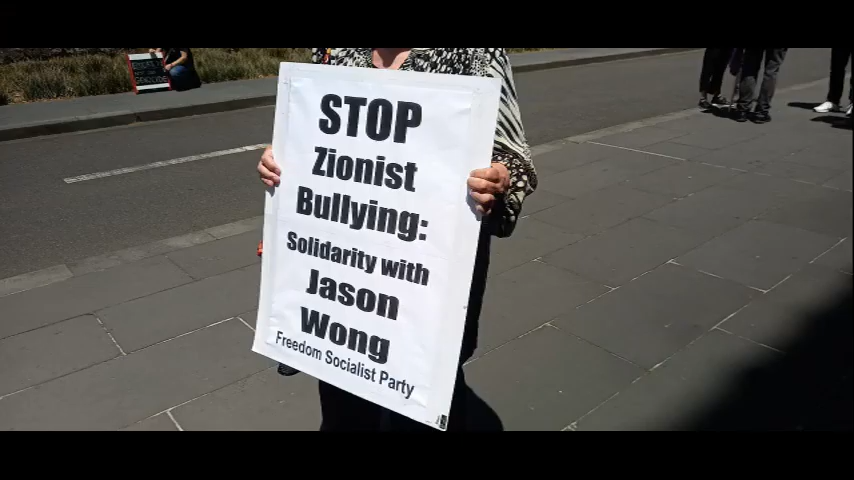 STOP
Zionist
Bullying:
Solidarity with
Jason
Wong
Freedom Socialist Party